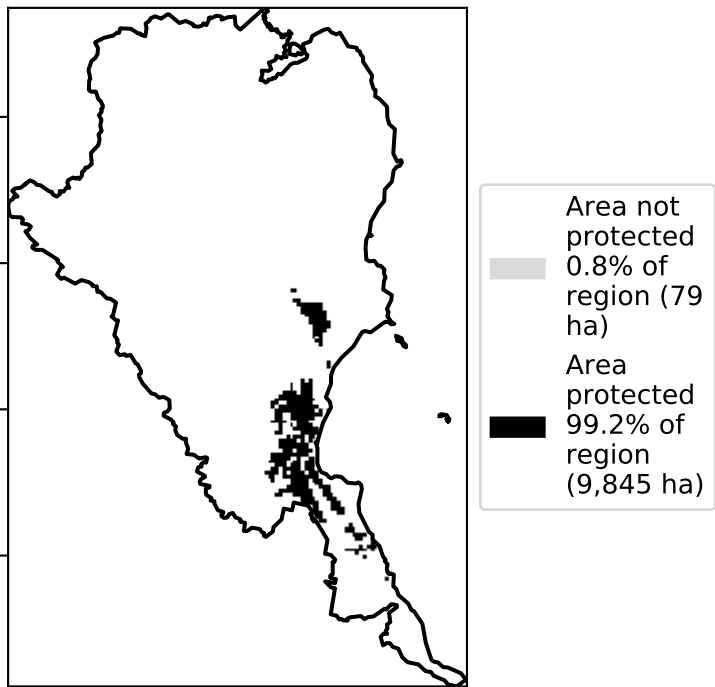 Area not
protected
0.8% of
region (79
ha)
Area
protected
99.2% of
region
(9,845 ha)